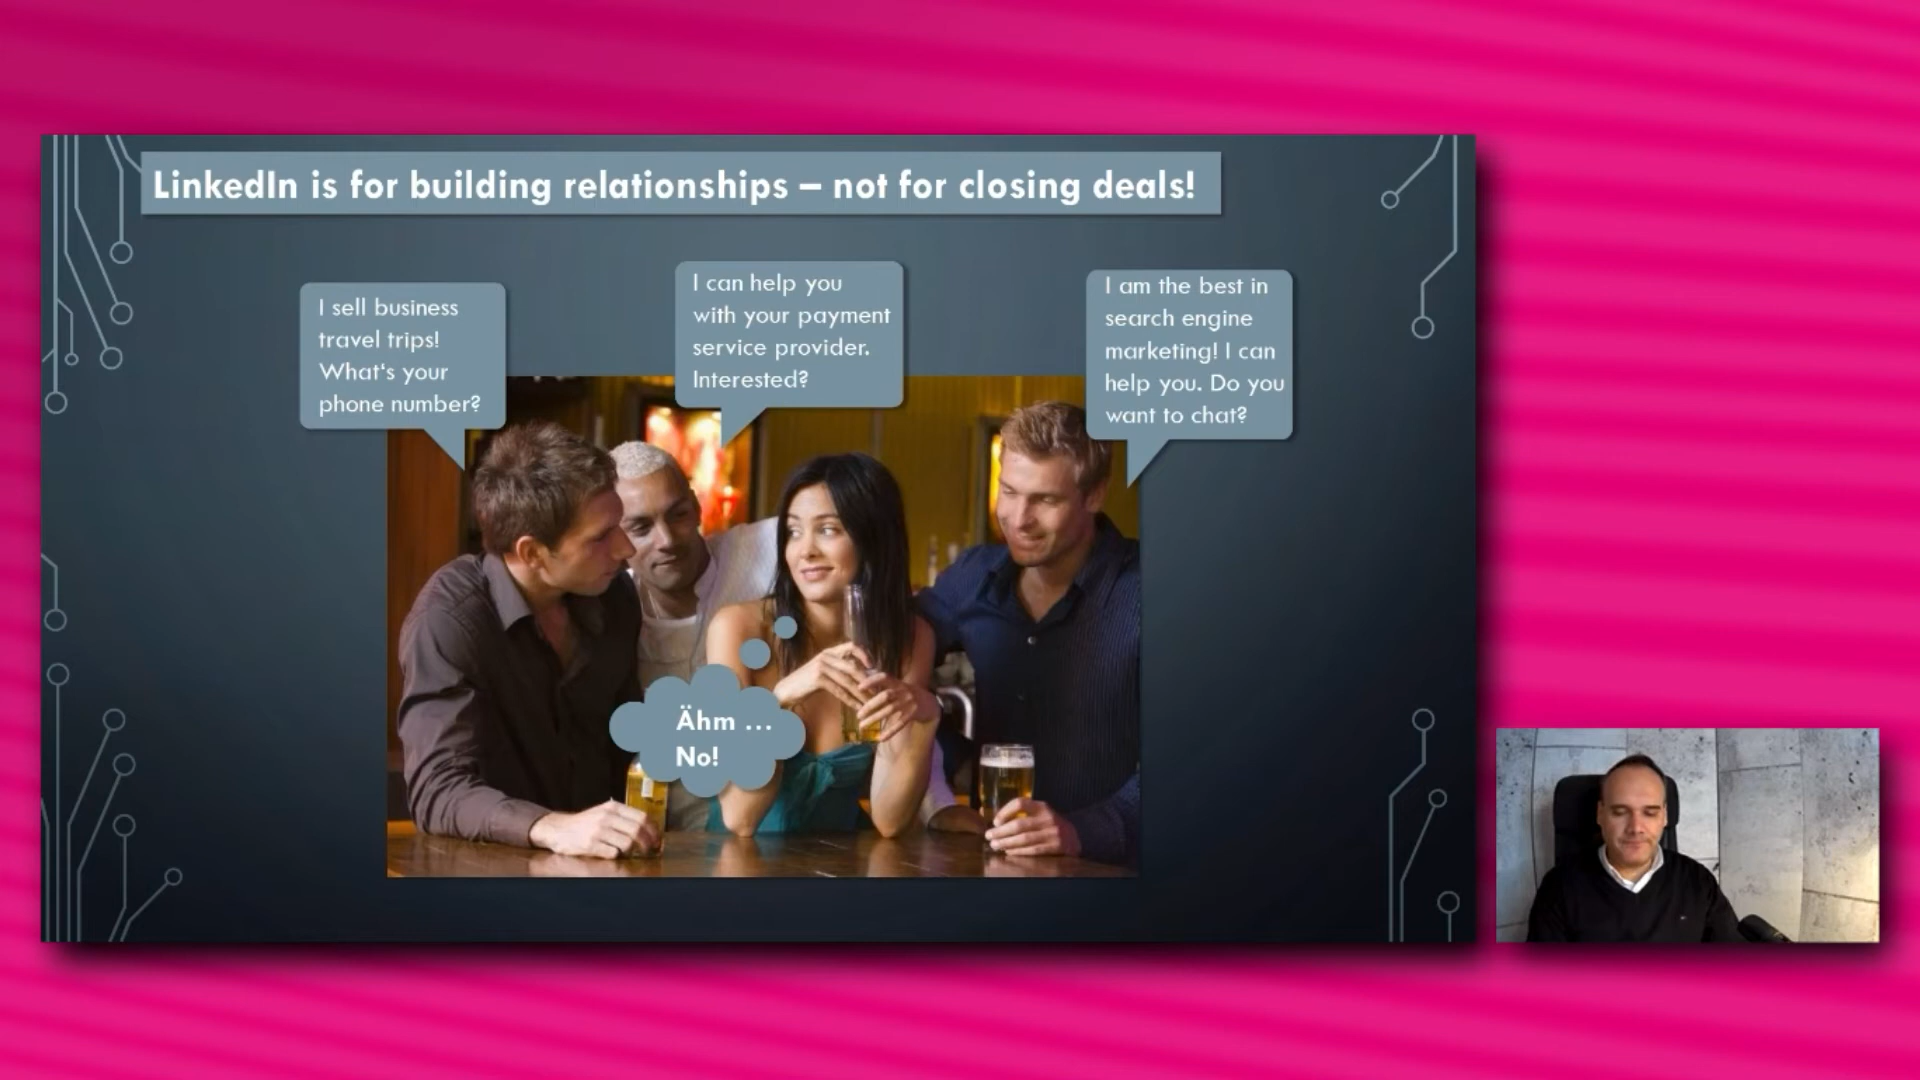 LinkedIn is for building relationships – not for closing deals!
I sell business
travel trips!
What's your
phone number?
I can help you
with your payment
service provider.
Interested?
I am the best in
search engine
marketing! I can
help you. Do you
want to chat?
Ähm ...
No!